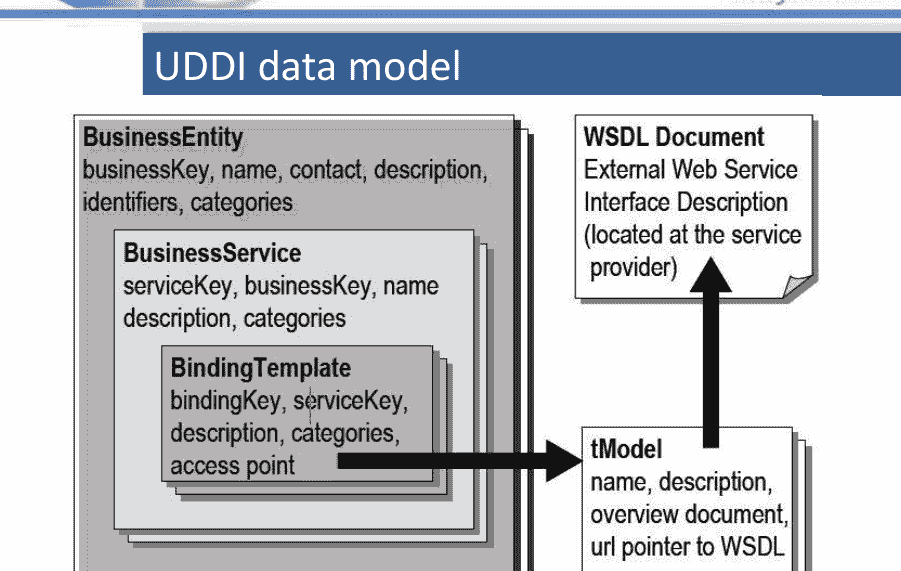 UDDI data model
BusinessEntity
businessKey, name, contact, description,
identifiers, categories
BusinessService
serviceKey, businessKey, name
description, categories
BindingTemplate
bindingKey, serviceKey,
description, categories,
access point
WSDL Document
External Web Service
Interface Description
(located at the service
provider)
tModel
name, description,
overview document,
url pointer to WSDL